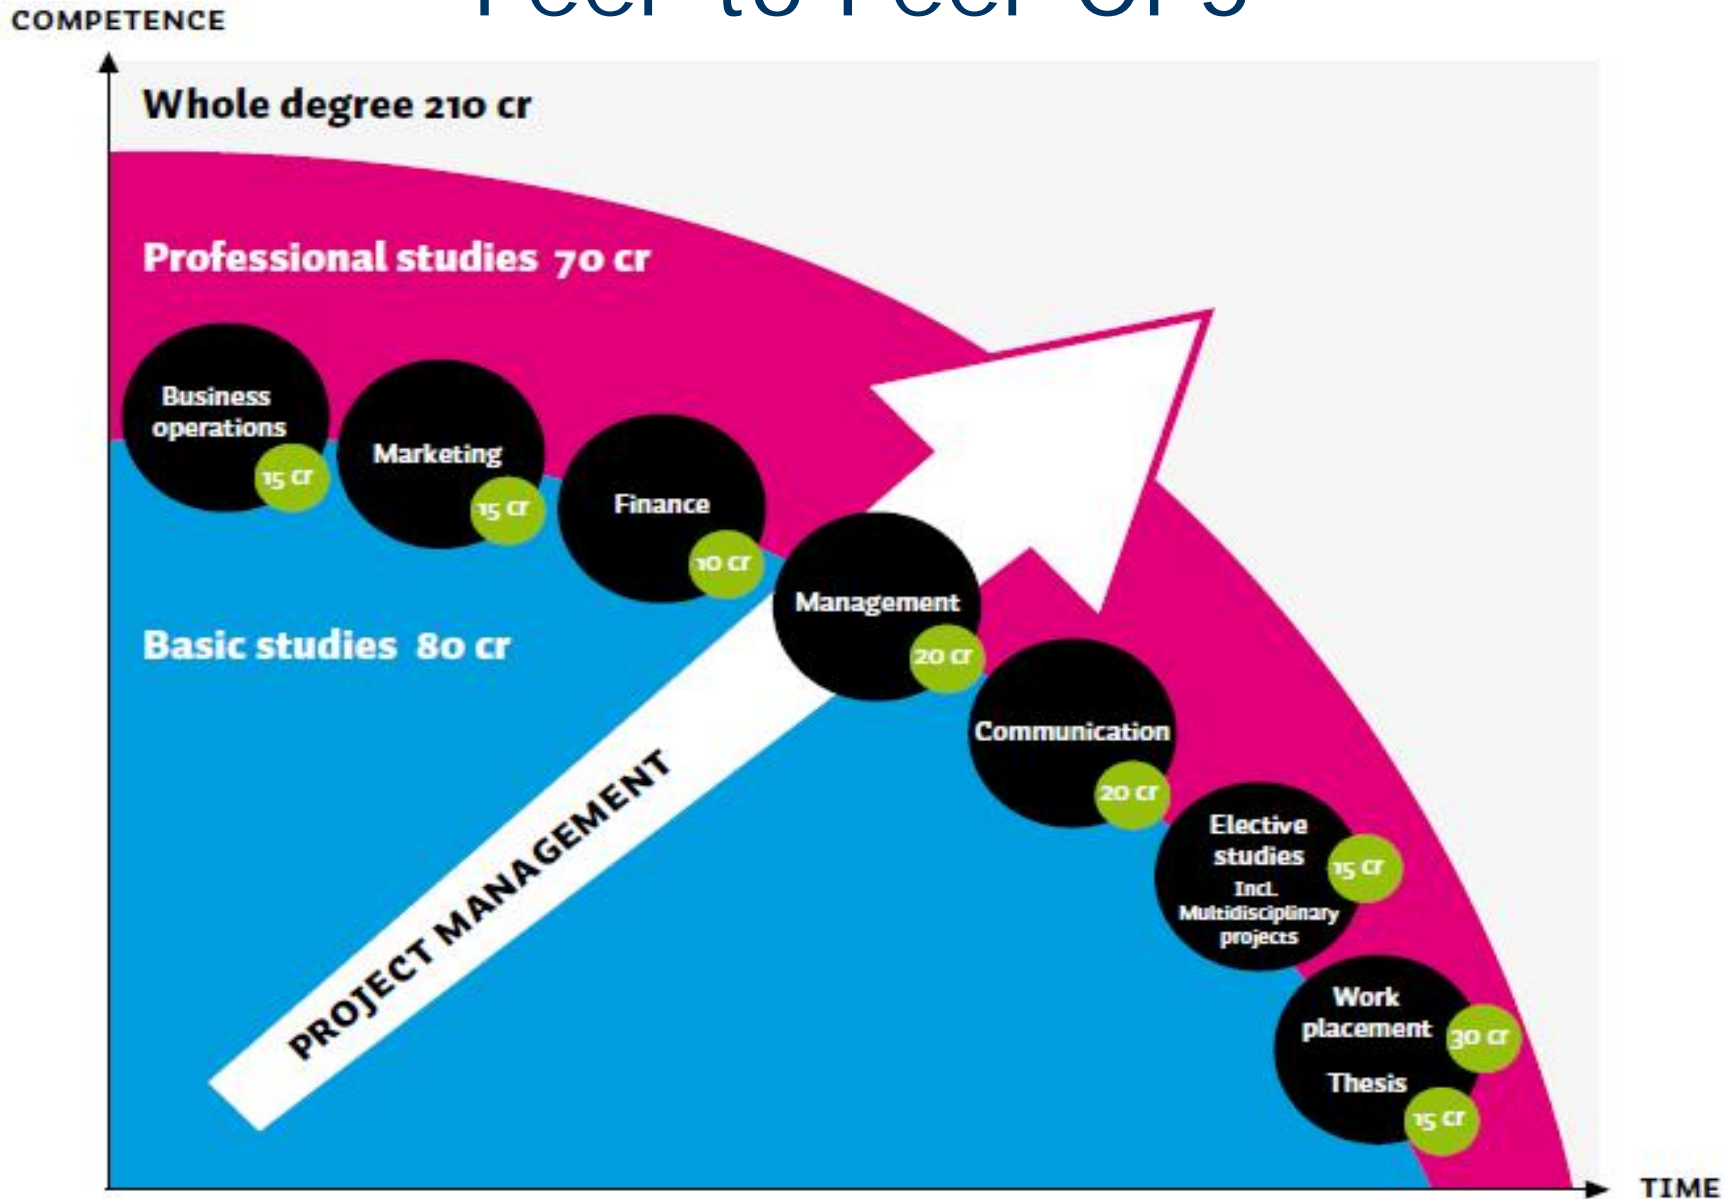 COMPETENCE
Whole degree 210 cr
Professional studies 70 cr
Business
operations
15 cr
Marketing
15 cr
Finance
10 cr
Management
20 cr
Basic studies 80 cr
Communication
20 cr
PROJECT MANAGEMENT
Elective
studies
15 cr
Incl.
Multidisciplinary
projects
Work
placement
30 cr
Thesis
15 cr
TIME